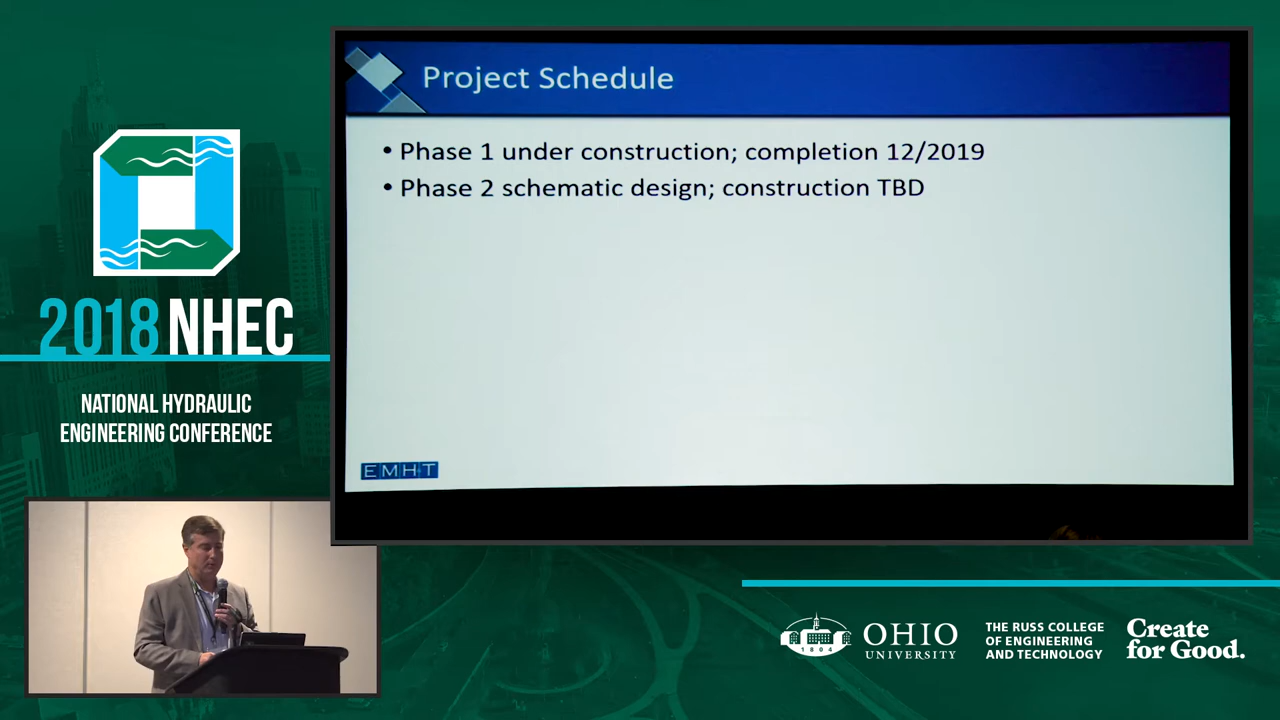 Project Schedule
• Phase 1 under construction; completion 12/2019
• Phase 2 schematic design; construction TBD
EMHT
2018 NHEC
NATIONAL HYDRAULIC
ENGINEERING CONFERENCE
1804
OHIO
UNIVERSITY
THE RUSS COLLEGE
OF ENGINEERING
AND TECHNOLOGY
Create
for Good.